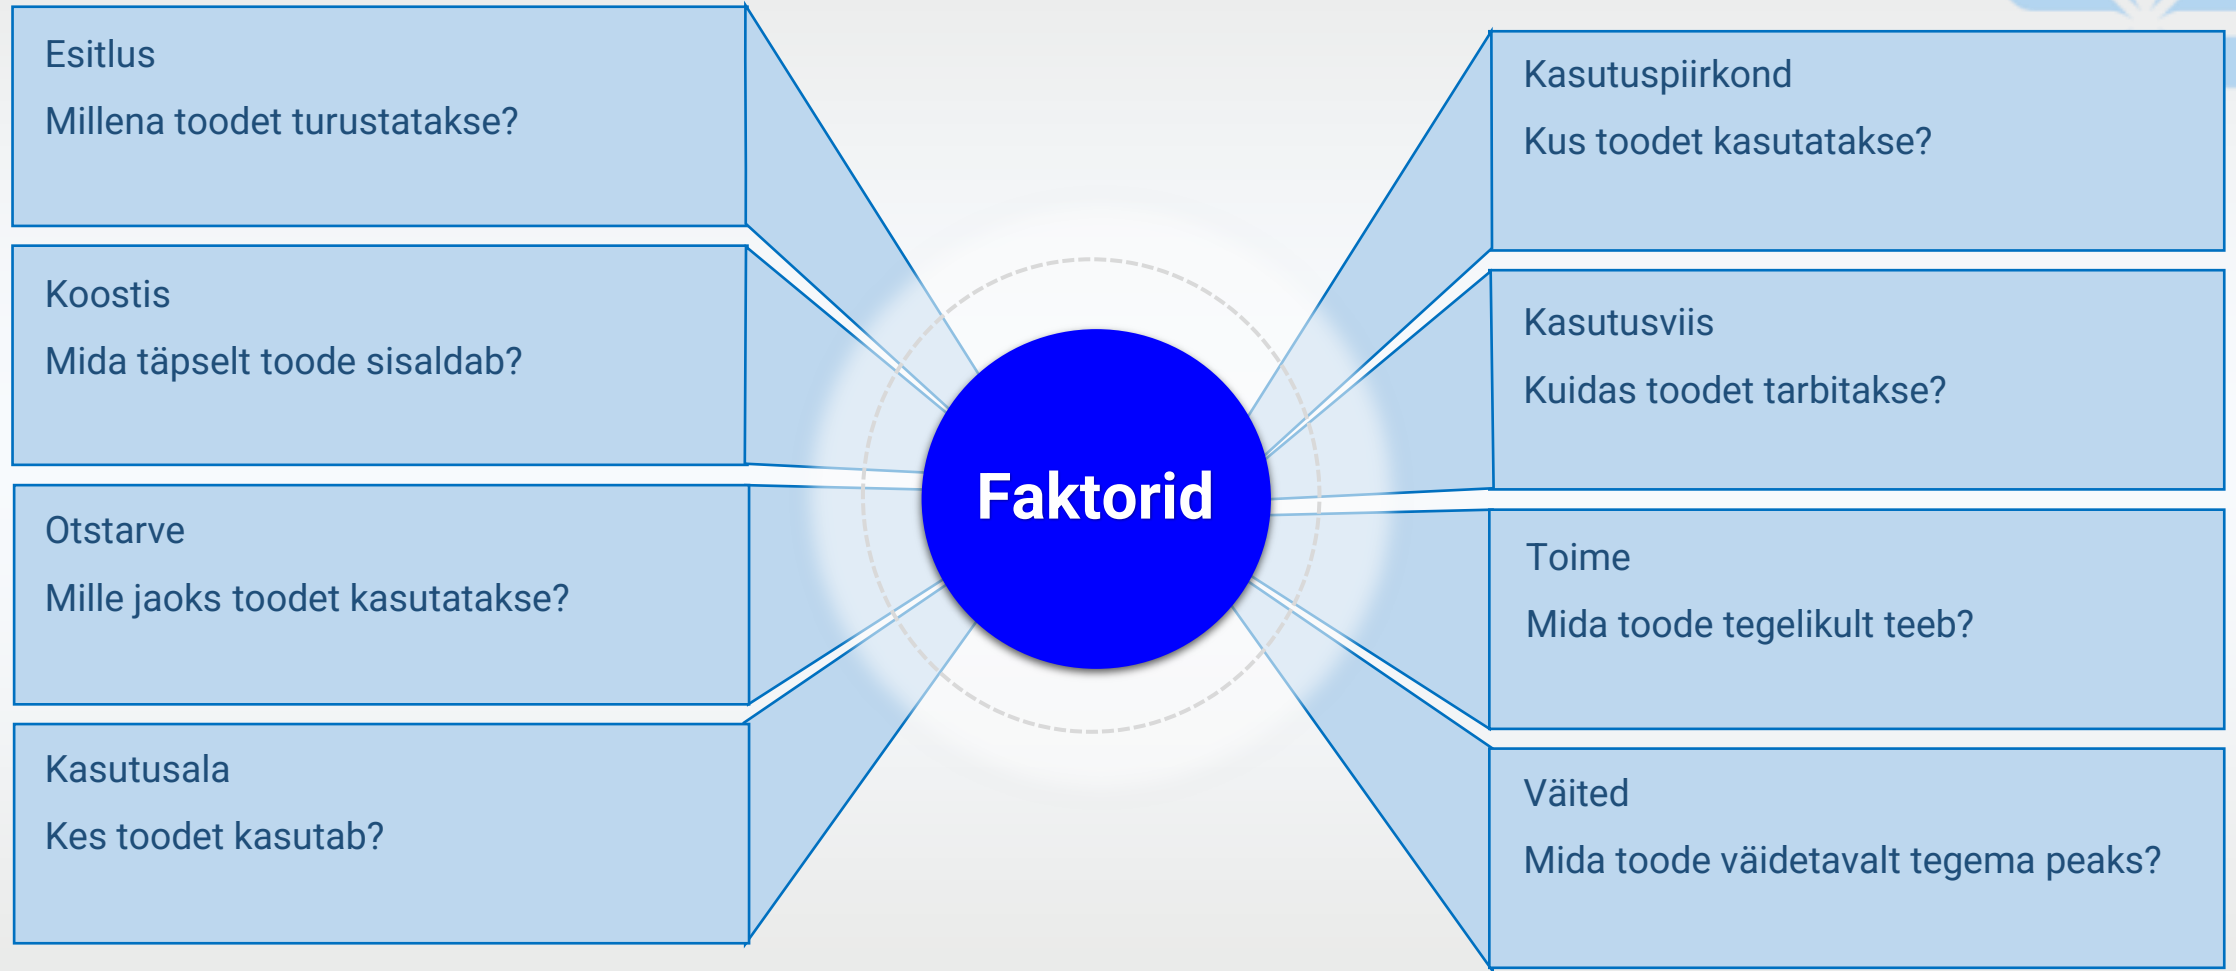 Esitlus
Millena toodet turustatakse?
Koostis
Mida täpselt toode sisaldab?
Otstarve
Mille jaoks toodet kasutatakse?
Kasutusala
Kes toodet kasutab?
Faktorid
Kasutuspiirkond
Kus toodet kasutatakse?
Kasutusviis
Kuidas toodet tarbitakse?
Toime
Mida toode tegelikult teeb?
Väited
Mida toode väidetavalt tegema peaks?